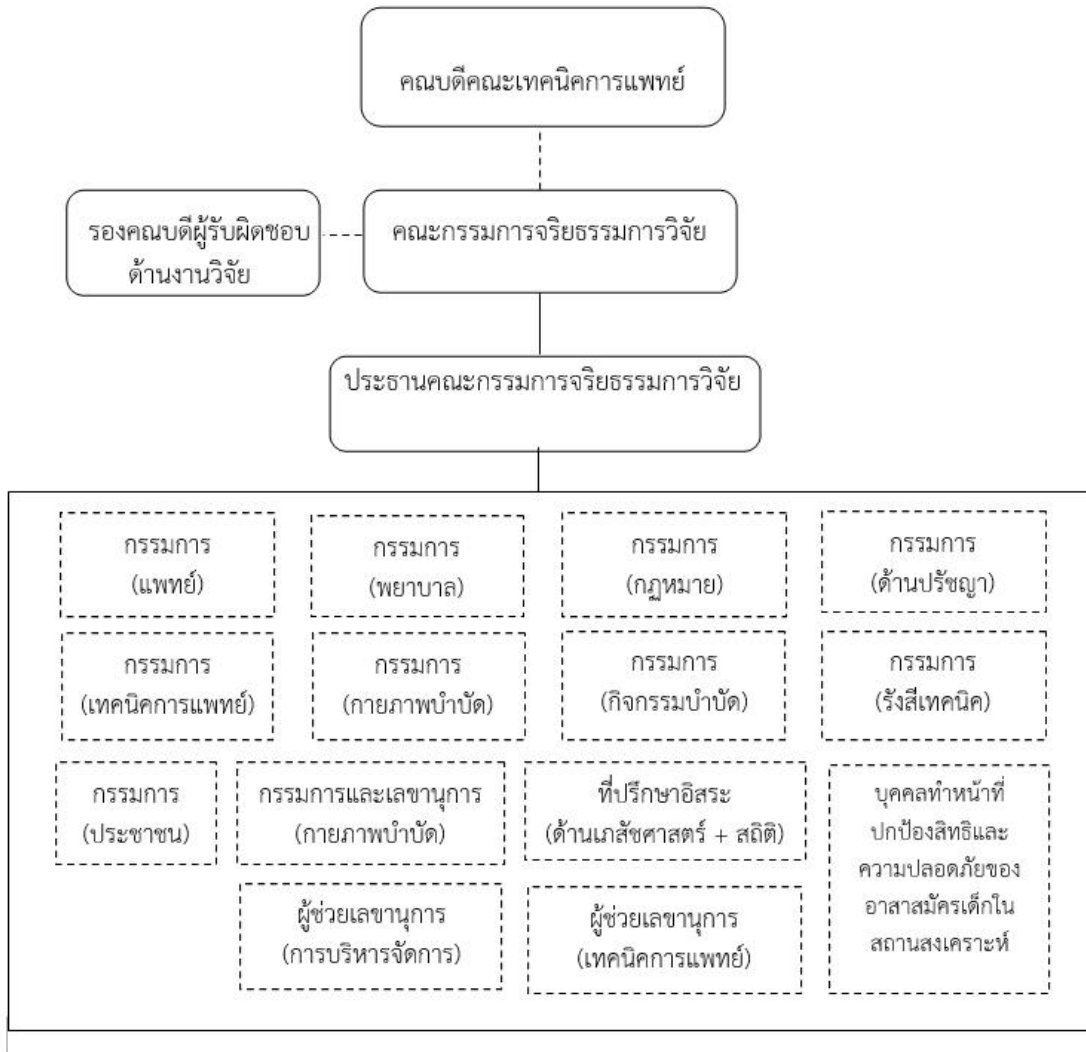 คณบดีคณะเทคนิคการแพทย์
รองคณบดีผู้รับผิดชอบ
ด้านงานวิจัย
คณะกรรมการจริยธรรมการวิจัย
ประธานคณะกรรมการจริยธรรมการวิจัย
กรรมการ
(แพทย์)
กรรมการ
(พยาบาล)
กรรมการ
(กฏหมาย)
กรรมการ
(ด้านปรัชญา)
กรรมการ
(เทคนิคการแพทย์)
กรรมการ
(กายภาพบำบัด)
กรรมการ
(กิจกรรมบำบัด)
กรรมการ
(รังสีเทคนิค)
กรรมการ
(ประชาชน)
กรรมการและเลขานุการ
(กายภาพบำบัด)
ที่ปรึกษาอิสระ
(ด้านเภสัชศาสตร์ + สถิติ)
บุคคลทำหน้าที่
ปกป้องสิทธิและ
ความปลอดภัยของ
อาสาสมัครเด็กใน
สถานสงเคราะห์
ผู้ช่วยเลขานุการ
(การบริหารจัดการ)
ผู้ช่วยเลขานุการ
(เทคนิคการแพทย์)